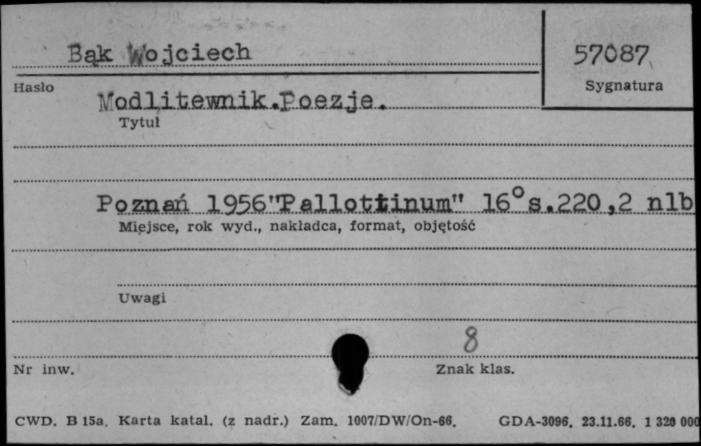 Bąk Wojciech
57087
Hasło
Sygnatura
Modlitewnik.Poezje.
Tytuł
Poznań 1956"Pallottinum" 16° s.220,2 nlb
Miejsce, rok wyd., nakładca, format, objętość
Uwagi
8
Nr inw.
Znak klas.
CWD. B 15a. Karta katal. (z nadr.) Zam. 1007/DW/On-66. GDA-3096. 23.11.66. 1 320 000